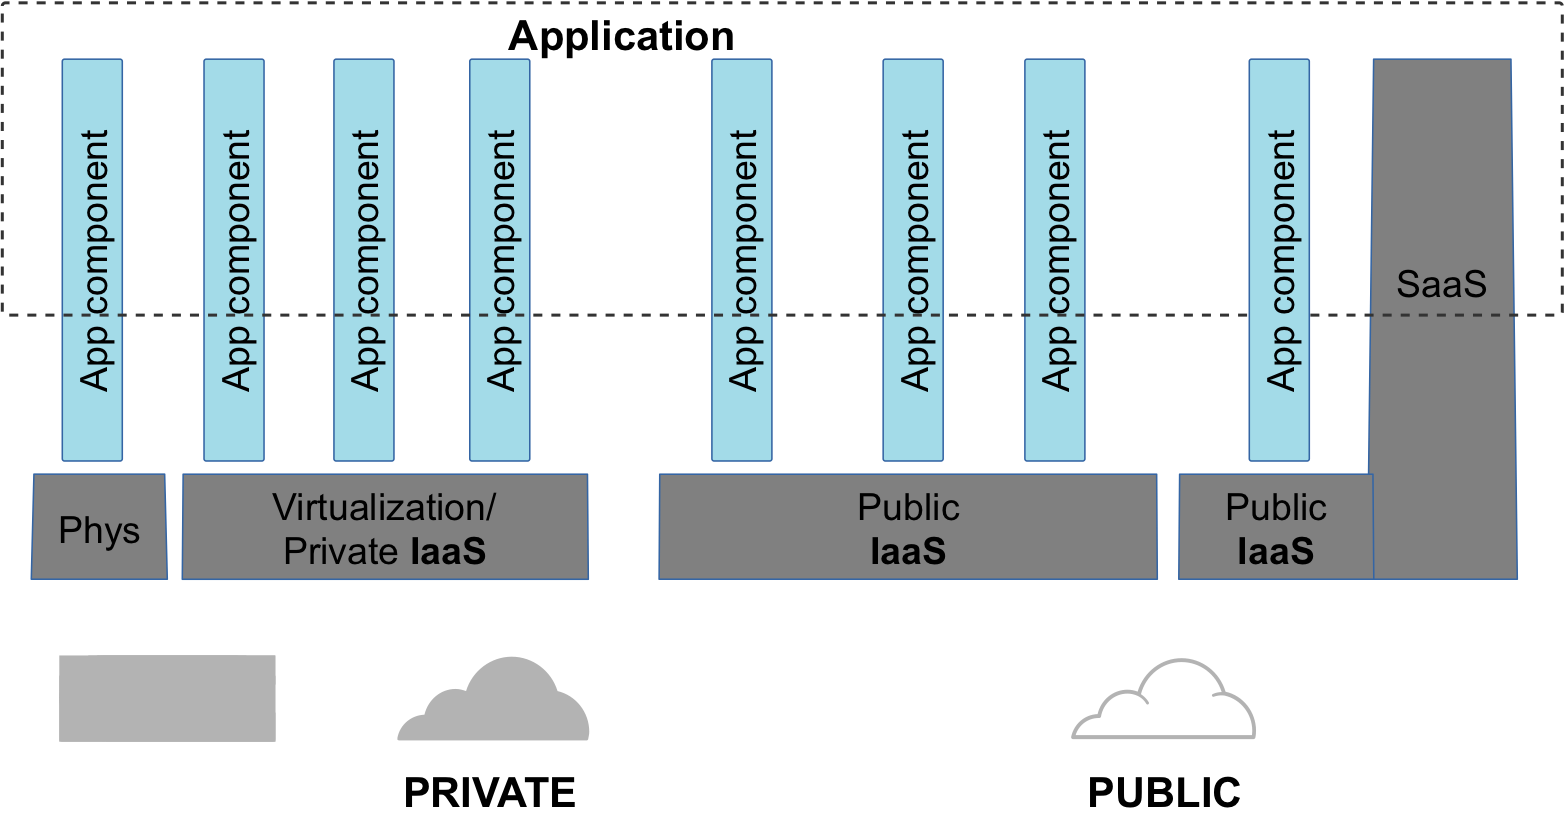 Application
App component
App component
App component
App component
App component
App component
App component
App component
SaaS
Phys
Virtualization/
Private IaaS
Public
IaaS
Public
IaaS
PRIVATE
PUBLIC